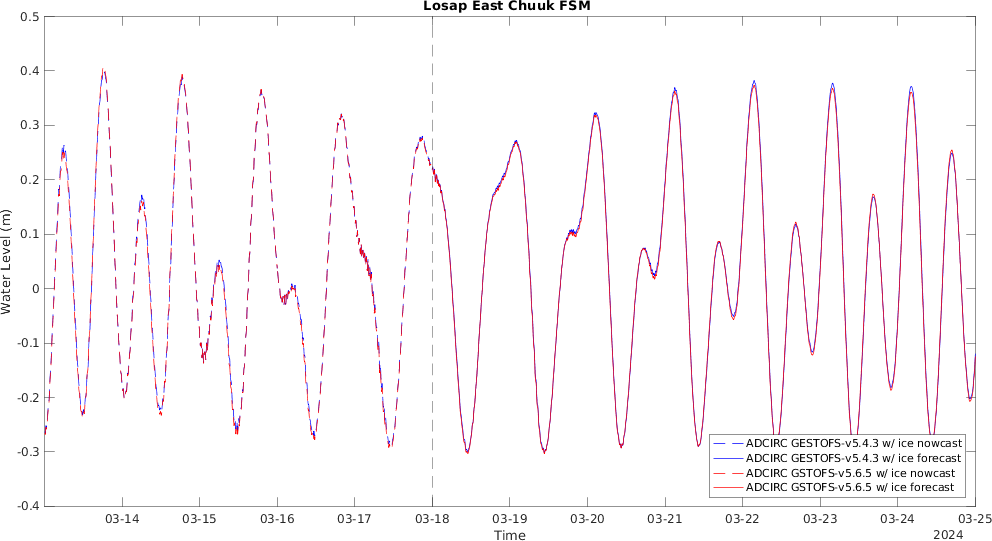 Losap East Chuuk FSM
Water Level (m)
0.5
0.4
0.3
0.2
0.1
0
-0.1
-0.2
-0.3
-0.4
ADCIRC GESTOFS-v5.4.3 w/ ice nowcast
ADCIRC GESTOFS-v5.4.3 w/ ice forecast
ADCIRC GSTOFS-v5.6.5 w/ ice nowcast
ADCIRC GSTOFS-v5.6.5 w/ ice forecast
03-14 03-15 03-16 03-17 03-18 03-19 03-20 03-21 03-22 03-23 03-24 03-25
Time 2024